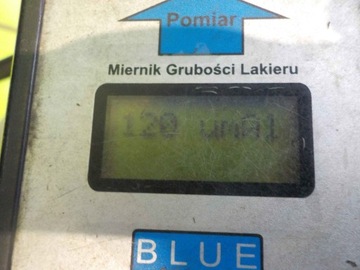 Pomiar
Miernik Grubości Lakieru
120 umAl
BLUE